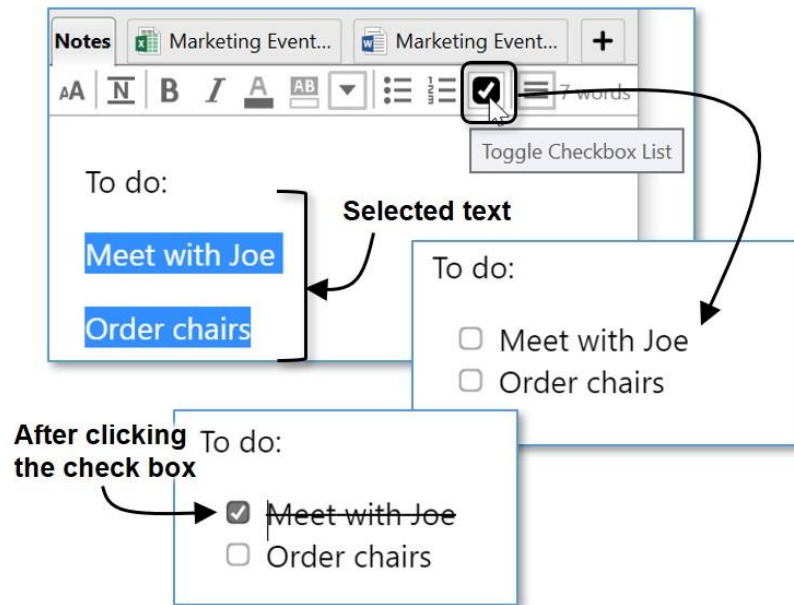 Notes Marketing Event... Marketing Event... +
AA N B I A AB 7 words
Toggle Checkbox List
To do:
Selected text
Meet with Joe
Order chairs
To do:
Meet with Joe
Order chairs
After clicking
the check box
To do:
Meet with Joe
Order chairs